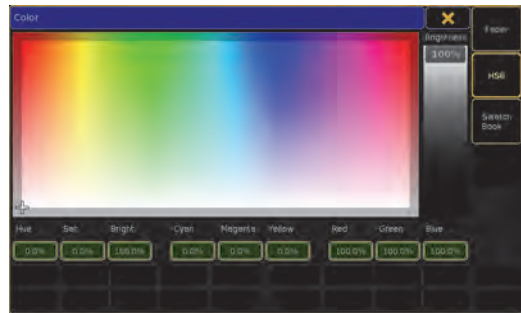 Color
Brightness
Fader
100%
HSB
Swatch
Book
Hue Sat Bright Cyan Magenta Yellow Red Green Blue
0.0% 0.0% 100.0% 0.0% 0.0% 0.0% 100.0% 100.0% 100.0%